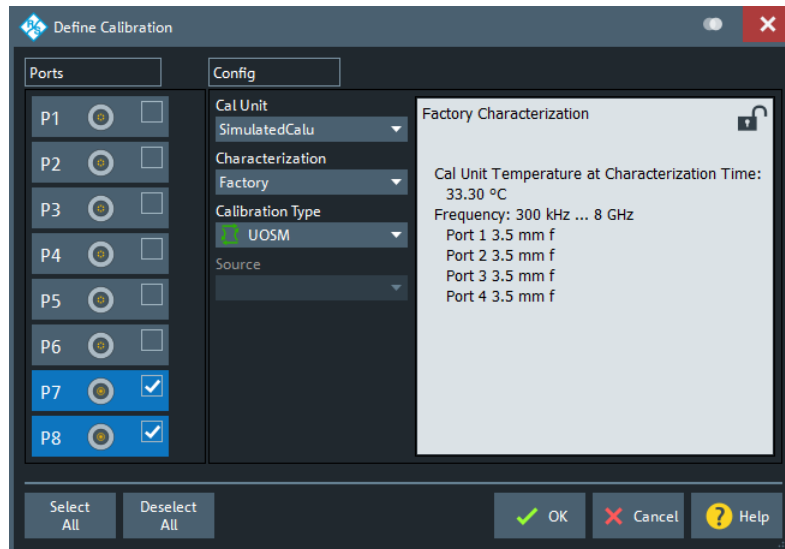 Define Calibration
Ports
Config
P1
P2
P3
P4
P5
P6
P7
P8
Cal Unit
SimulatedCalu
Characterization
Factory
Calibration Type
UOSM
Source
Factory Characterization
Cal Unit Temperature at Characterization Time:
33.30 °C
Frequency: 300 kHz ... 8 GHz
Port 1 3.5 mm f
Port 2 3.5 mm f
Port 3 3.5 mm f
Port 4 3.5 mm f
Select
All
Deselect
All
OK
Cancel
? Help